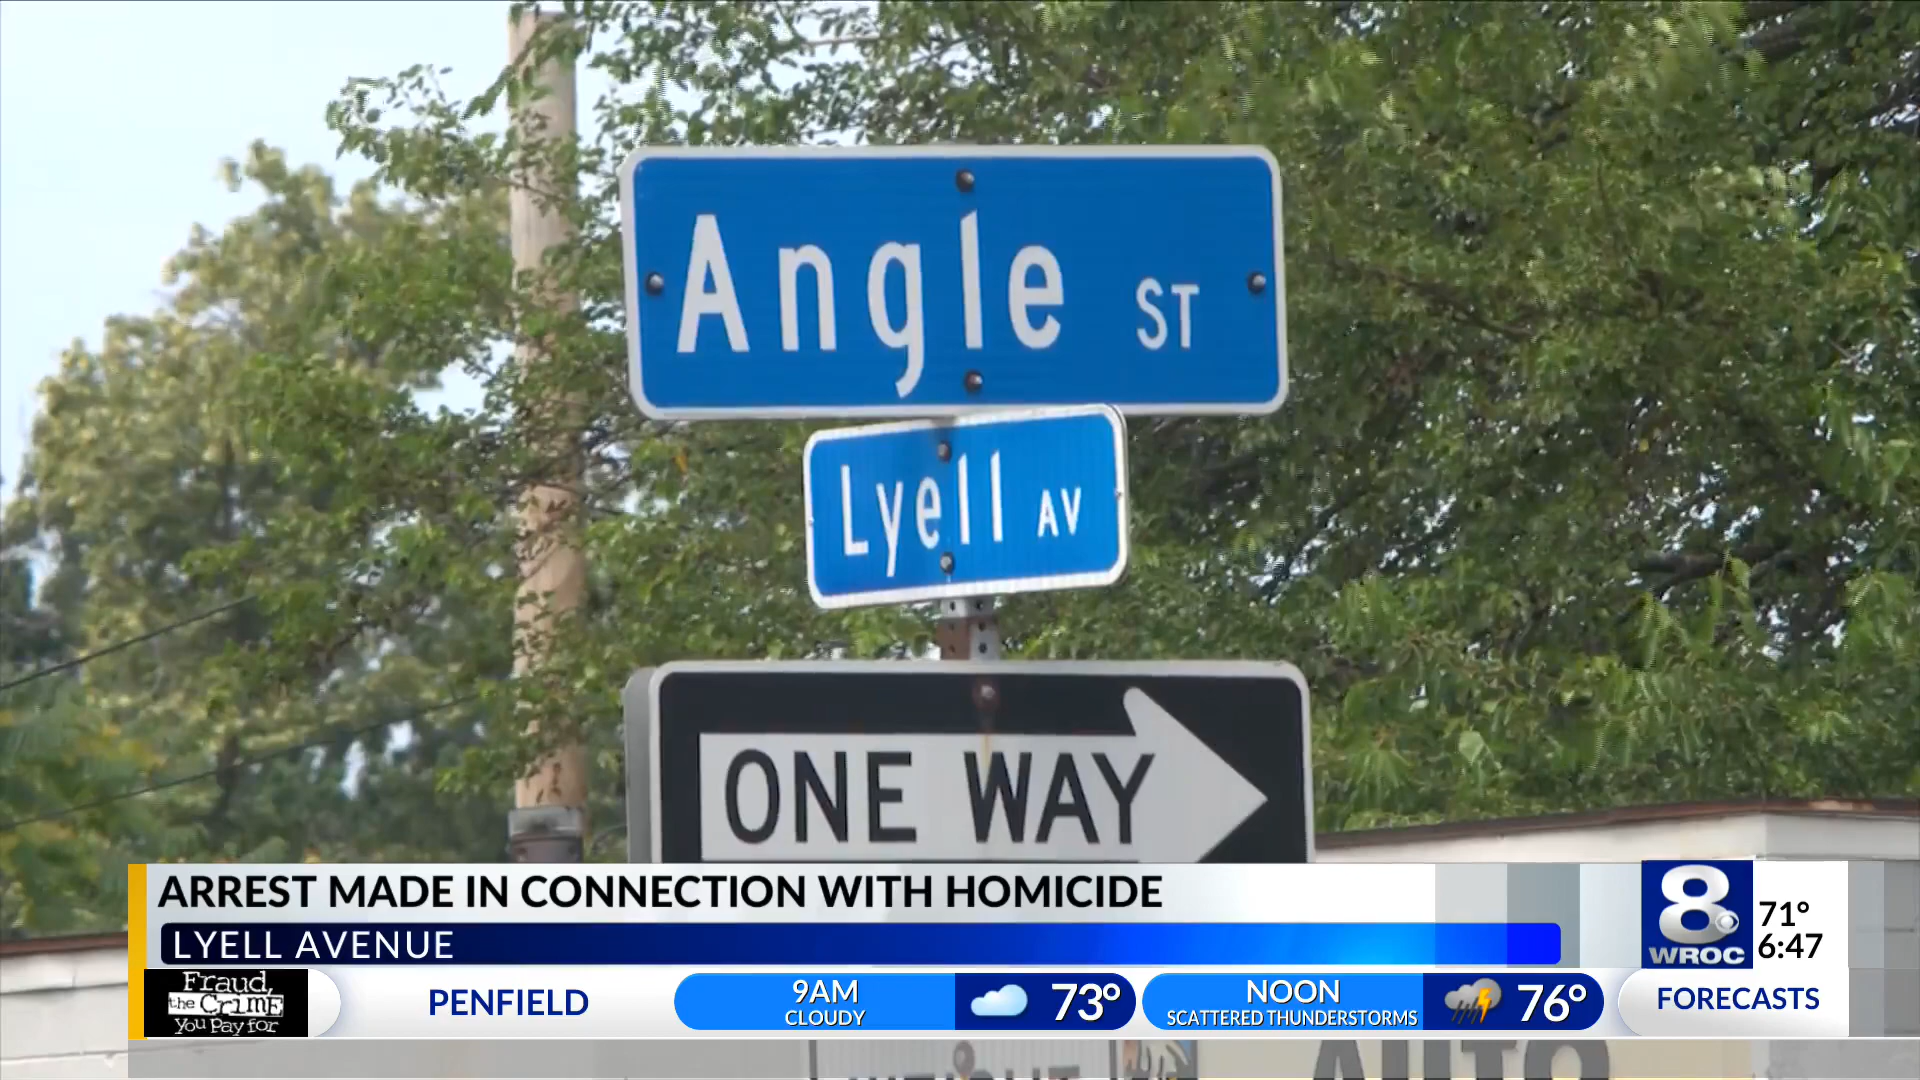 Angle ST
Lyell AV
ONE WAY
ARREST MADE IN CONNECTION WITH HOMICIDE
LYELL AVENUE
8
WROC
71°
6:47
Fraud,
the Crime
You Pay for
PENFIELD
9AM
CLOUDY
73°
NOON
SCATTERED THUNDERSTORMS
76°
FORECASTS
AUTO